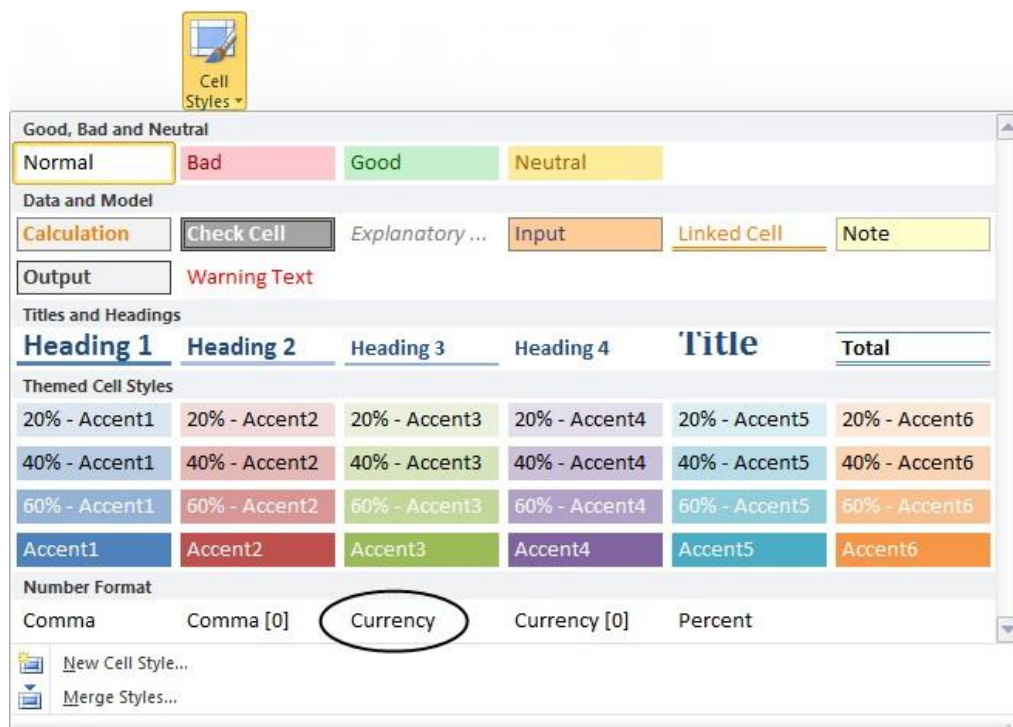 Cell
Styles
Good, Bad and Neutral
Normal Bad Good Neutral
Data and Model
Calculation Check Cell Explanatory ... Input Linked Cell Note
Output Warning Text
Titles and Headings
Heading 1 Heading 2 Heading 3 Heading 4 Title Total
Themed Cell Styles
20% - Accent1 20% - Accent2 20% - Accent3 20% - Accent4 20% - Accent5 20% - Accent6
40% - Accent1 40% - Accent2 40% - Accent3 40% - Accent4 40% - Accent5 40% - Accent6
60% - Accent1 60% - Accent2 60% - Accent3 60% - Accent4 60% - Accent5 60% - Accent6
Accent1 Accent2 Accent3 Accent4 Accent5 Accent6
Number Format
Comma Comma [0] Currency Currency [0] Percent
New Cell Style...
Merge Styles...